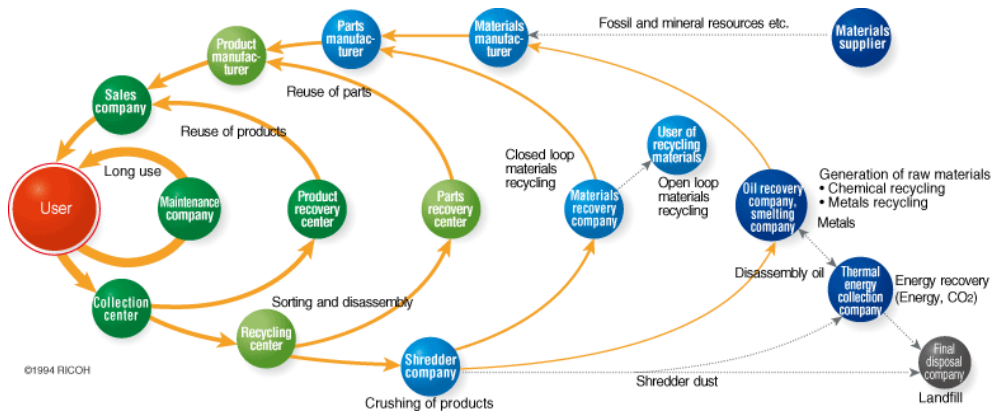 Fossil and mineral resources etc.
Materials
supplier
Materials
manufac-
turer
Parts
manufac-
turer
Product
manufac-
turer
Sales
company
Reuse of parts
Reuse of products
Long use
User
Maintenance
company
Product
recovery
center
Parts
recovery
center
Closed loop
materials
recycling
Materials
recovery
company
User of
recycling
materials
Open loop
materials
recycling
Oil recovery
company,
smelting
company
Generation of raw materials
• Chemical recycling
• Metals recycling
Metals
Disassembly oil
Thermal
energy
collection
company
Energy recovery
(Energy, CO2)
Collection
center
Sorting and disassembly
Recycling
center
Shredder
company
Crushing of products
Shredder dust
Final
disposal
company
Landfill
©1994 RICOH